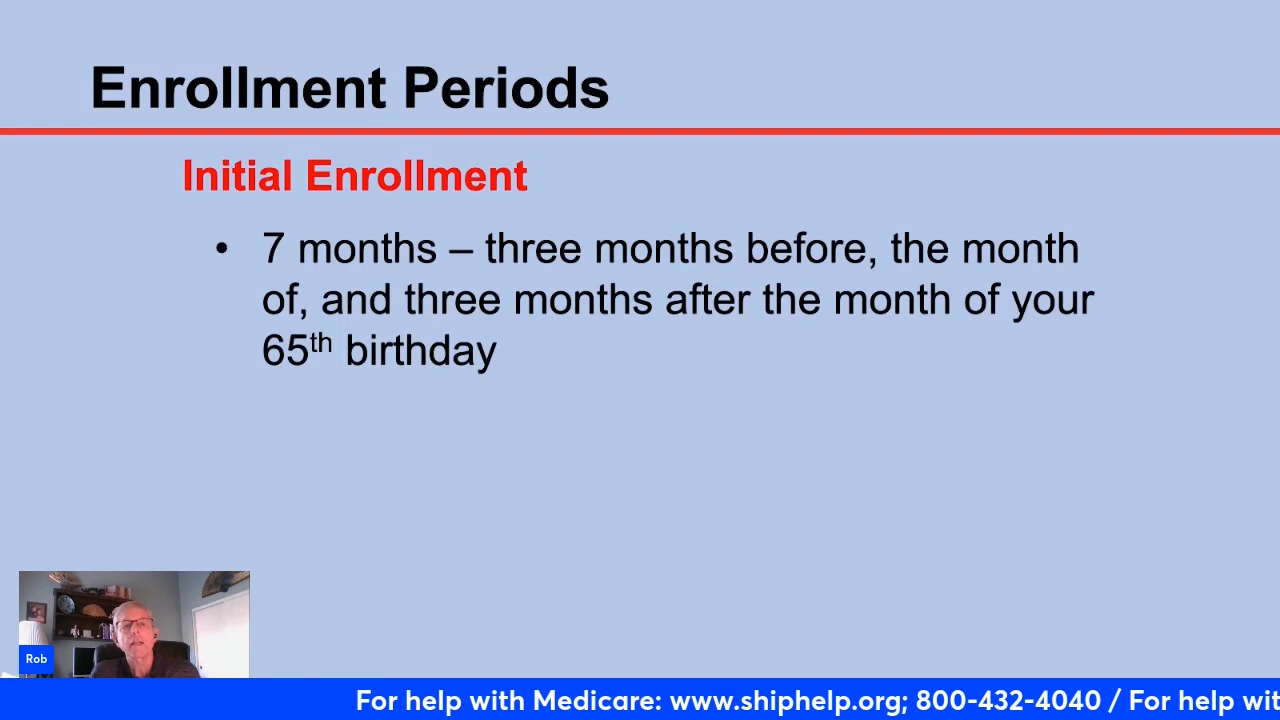 Enrollment Periods
Initial Enrollment
• 7 months – three months before, the month
of, and three months after the month of your
65th birthday
Rob
For help with Medicare: www.shiphelp.org; 800-432-4040 / For help wit